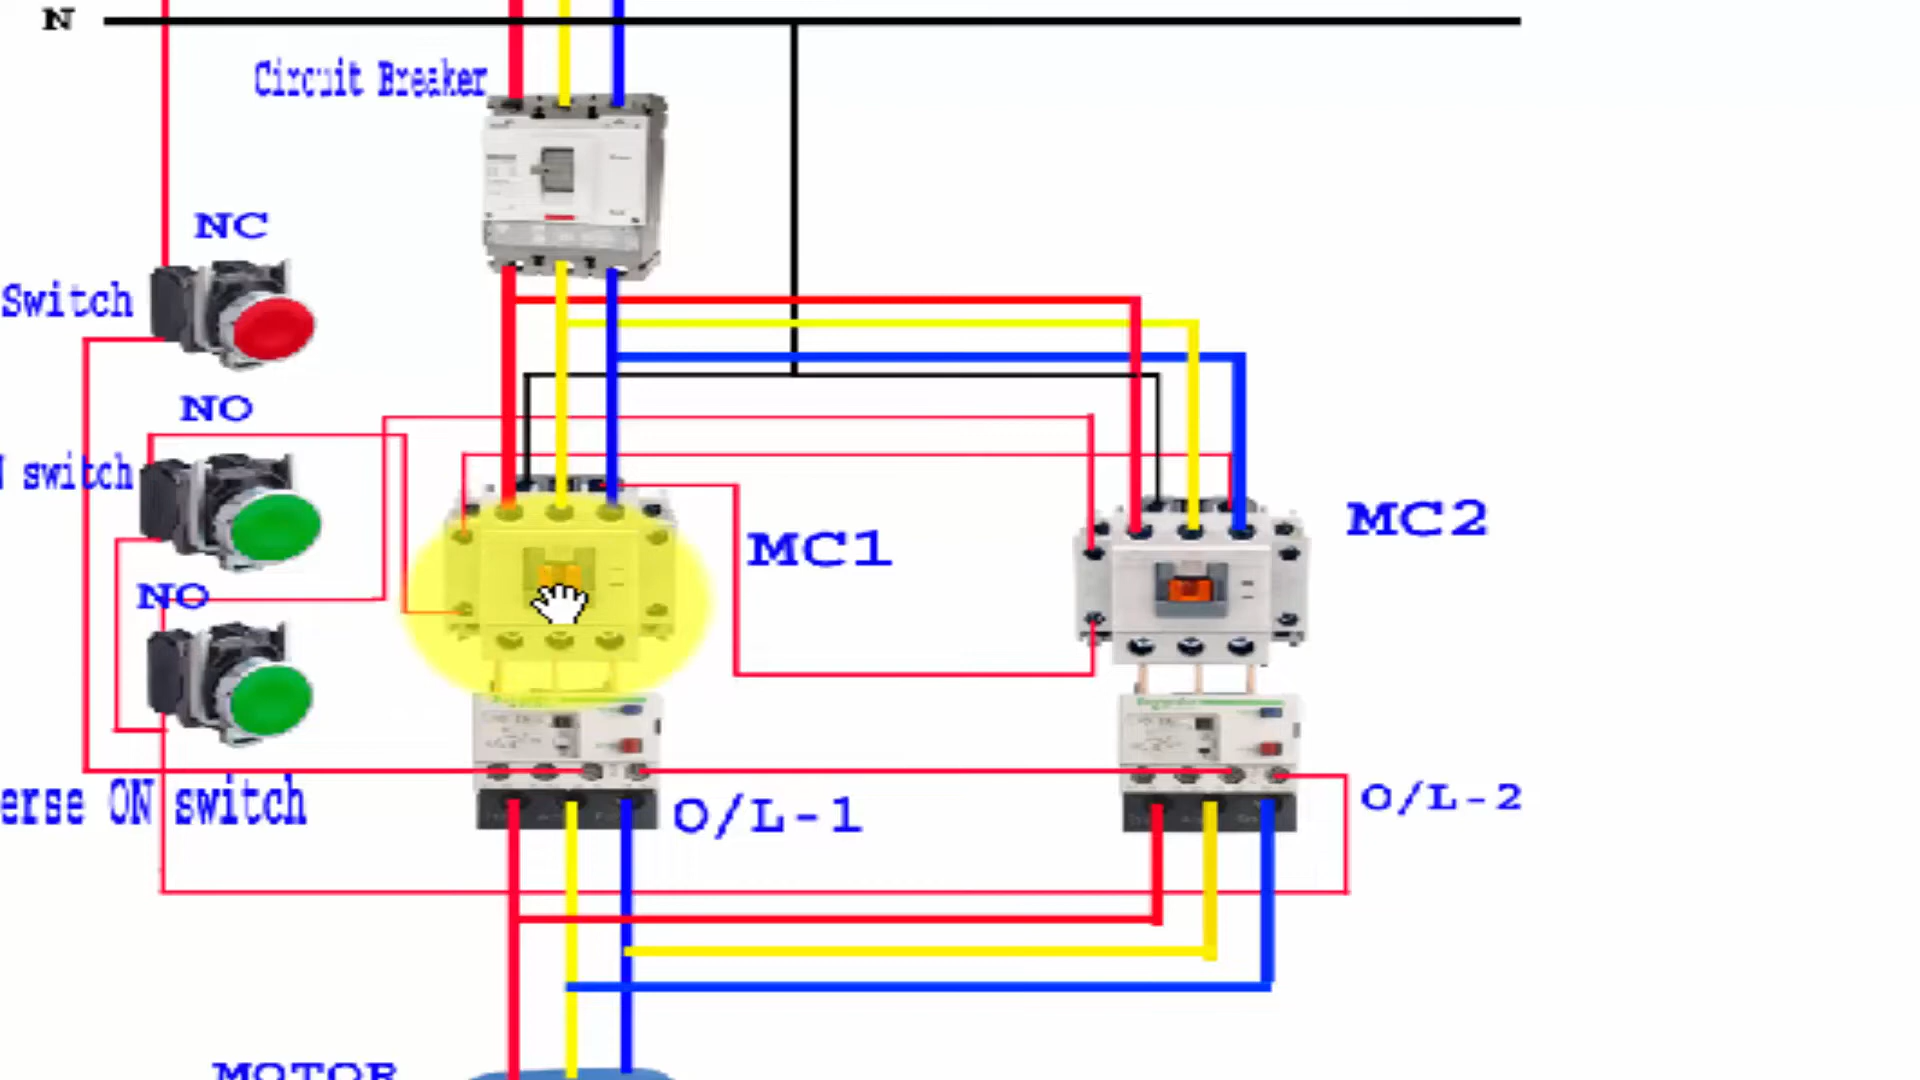 N
Circuit Breaker
NC
Switch
NO
N switch
NO
MC1
MC2
erse ON switch
O/L-1
O/L-2
MOTOR